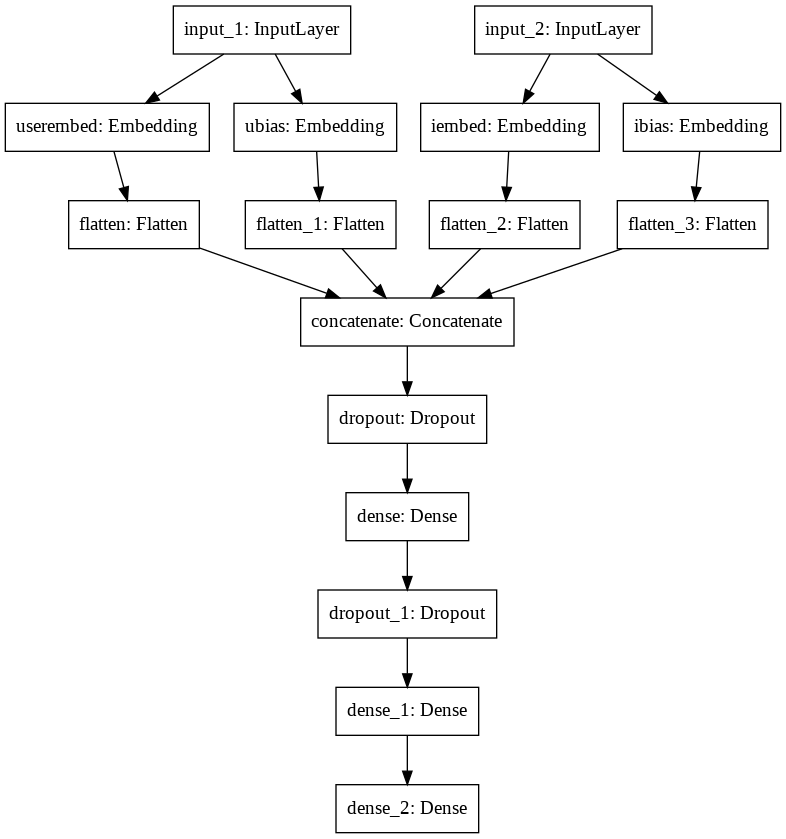 input_1: InputLayer
input_2: InputLayer
userembed: Embedding
ubias: Embedding
iembed: Embedding
ibias: Embedding
flatten: Flatten
flatten_1: Flatten
flatten_2: Flatten
flatten_3: Flatten
concatenate: Concatenate
dropout: Dropout
dense: Dense
dropout_1: Dropout
dense_1: Dense
dense_2: Dense